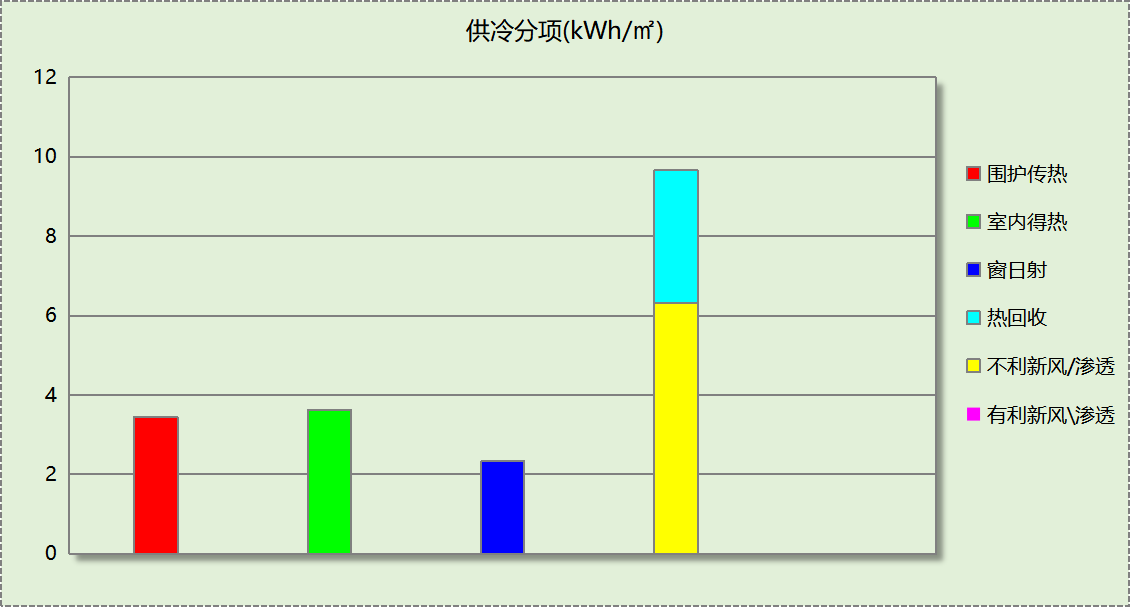 供冷分项(kWh/㎡)
12
10
8
6
4
2
0
围护传热
室内得热
窗日射
热回收
不利新风/渗透
有利新风\渗透